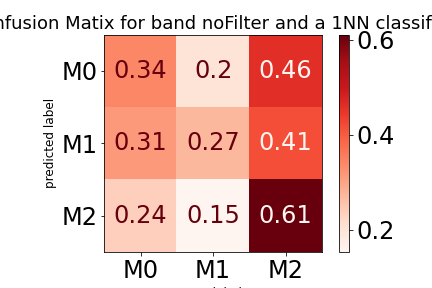 nfusion Matix for band noFilter and a 1NN classif
0.6
M0 0.34 0.2 0.46
predicted label
M1 0.31 0.27 0.41
0.4
M2 0.24 0.15 0.61
0.2
M0 M1 M2